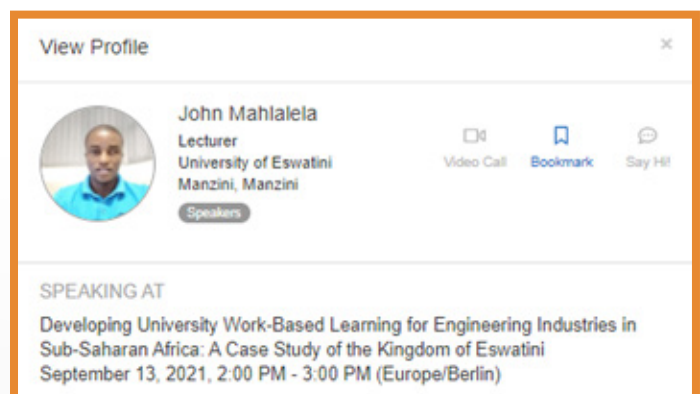 View Profile
×
John Mahlalela
Lecturer
University of Eswatini
Manzini, Manzini
Speakers
Video Call
Bookmark
Say Hi!
SPEAKING AT
Developing University Work-Based Learning for Engineering Industries in
Sub-Saharan Africa: A Case Study of the Kingdom of Eswatini
September 13, 2021, 2:00 PM - 3:00 PM (Europe/Berlin)